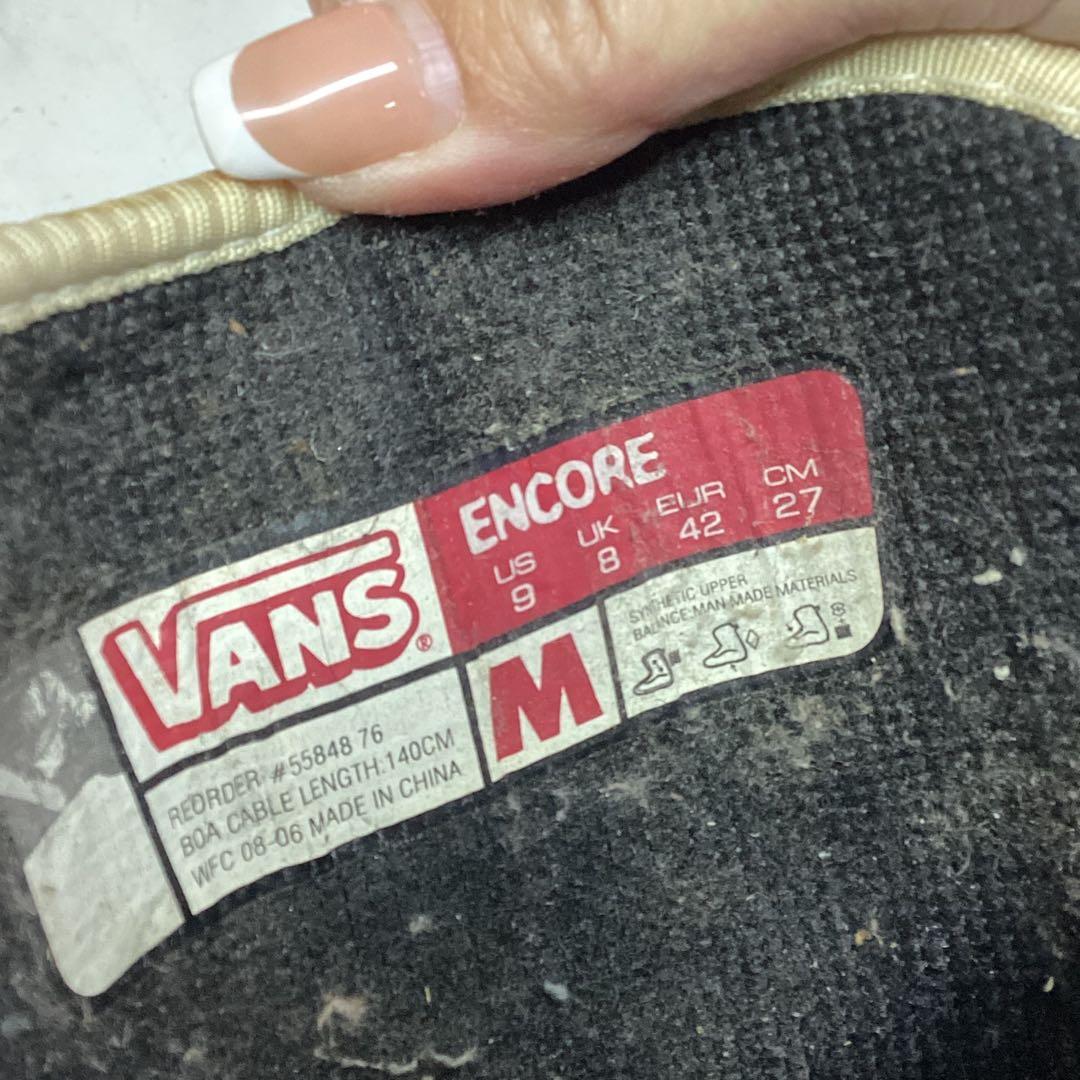 VANS®
ENCORE
US UK EUR CM
9 8 42 27
M
SYNTHETIC UPPER
BALINCE.MAN MADE MATERIALS
REORDER #55848 76
BOA CABLE LENGTH:140CM
WFC 08-06 MADE IN CHINA